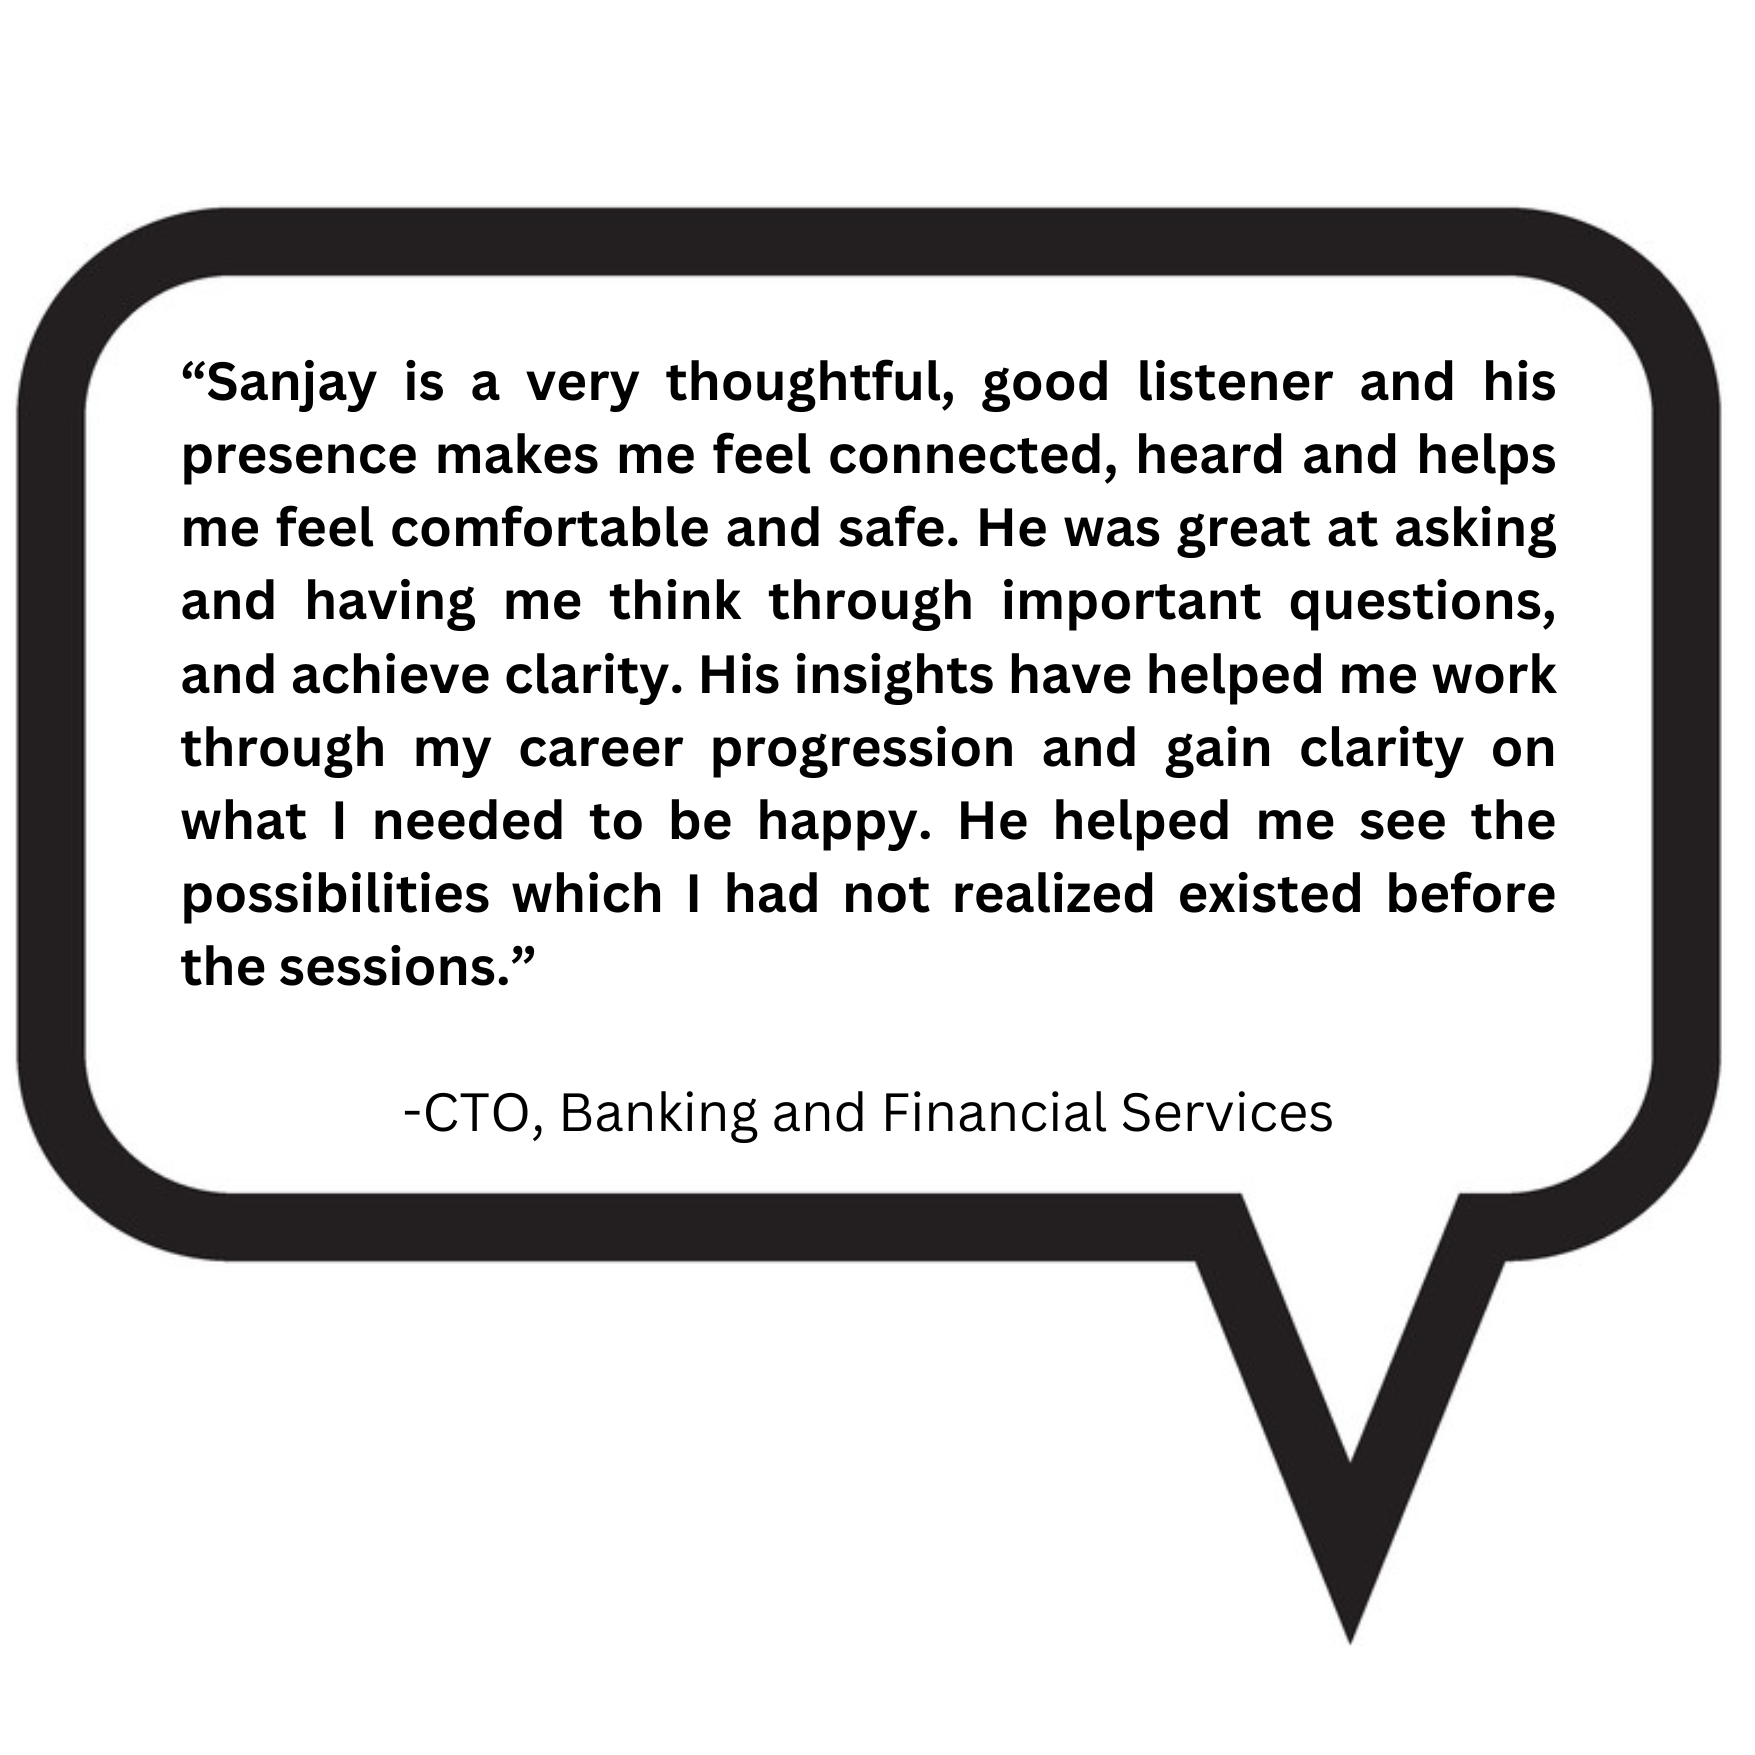 “Sanjay is a very thoughtful, good listener and his
presence makes me feel connected, heard and helps
me feel comfortable and safe. He was great at asking
and having me think through important questions,
and achieve clarity. His insights have helped me work
through my career progression and gain clarity on
what I needed to be happy. He helped me see the
possibilities which I had not realized existed before
the sessions.”
-CTO, Banking and Financial Services